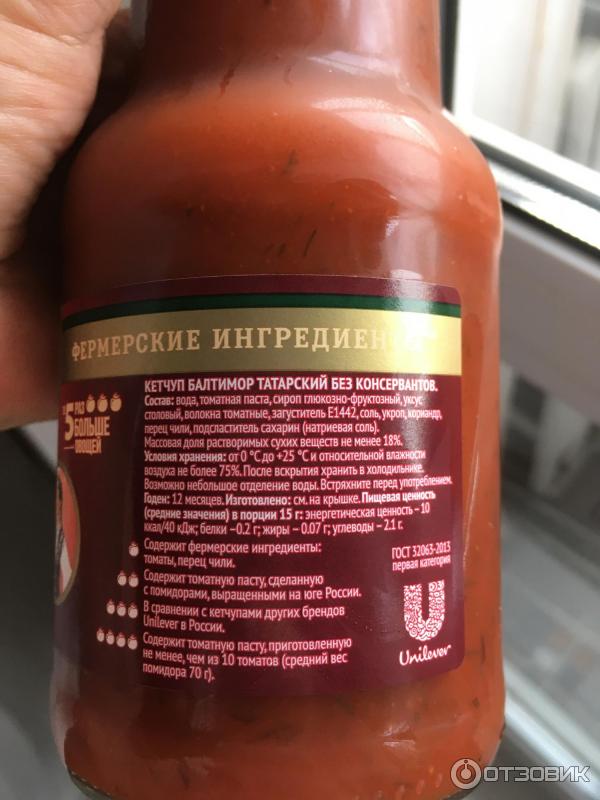 ФЕРМЕРСКИЕ ИНГРЕДИЕН
5 РАЗ
БОЛЬШЕ
ОВОЩЕЙ
КЕТЧУП БАЛТИМОР ТАТАРСКИЙ БЕЗ КОНСЕРВАНТОВ.
Состав: вода, томатная паста, сироп глюкозно-фруктозный, уксус
столовый, волокна томатные, загуститель Е1442, соль, укроп, кориандр,
перец чили, подсластитель сахарин (натриевая соль).
Массовая доля растворимых сухих веществ не менее 18%.
Условия хранения: от 0 °С до +25 °С и относительной влажности
воздуха не более 75%. После вскрытия хранить в холодильнике.
Возможно небольшое отделение воды. Встряхните перед употреблением.
Годен: 12 месяцев. Изготовлено: см. на крышке. Пищевая ценность
(средние значения) в порции 15 г: энергетическая ценность – 10
ккал/40 кДж; белки –0.2 г; жиры – 0.07 г; углеводы – 2.1 г.
Содержит фермерские ингредиенты:
томаты, перец чили.
Содержит томатную пасту, сделанную
с помидорами, выращенными на юге России.
В сравнении с кетчупами других брендов
Unilever в России.
Содержит томатную пасту, приготовленную
не менее, чем из 10 томатов (средний вес
помидора 70 г).
ГОСТ 32063-2013
первая категория
Unilever
ОТЗОВИК